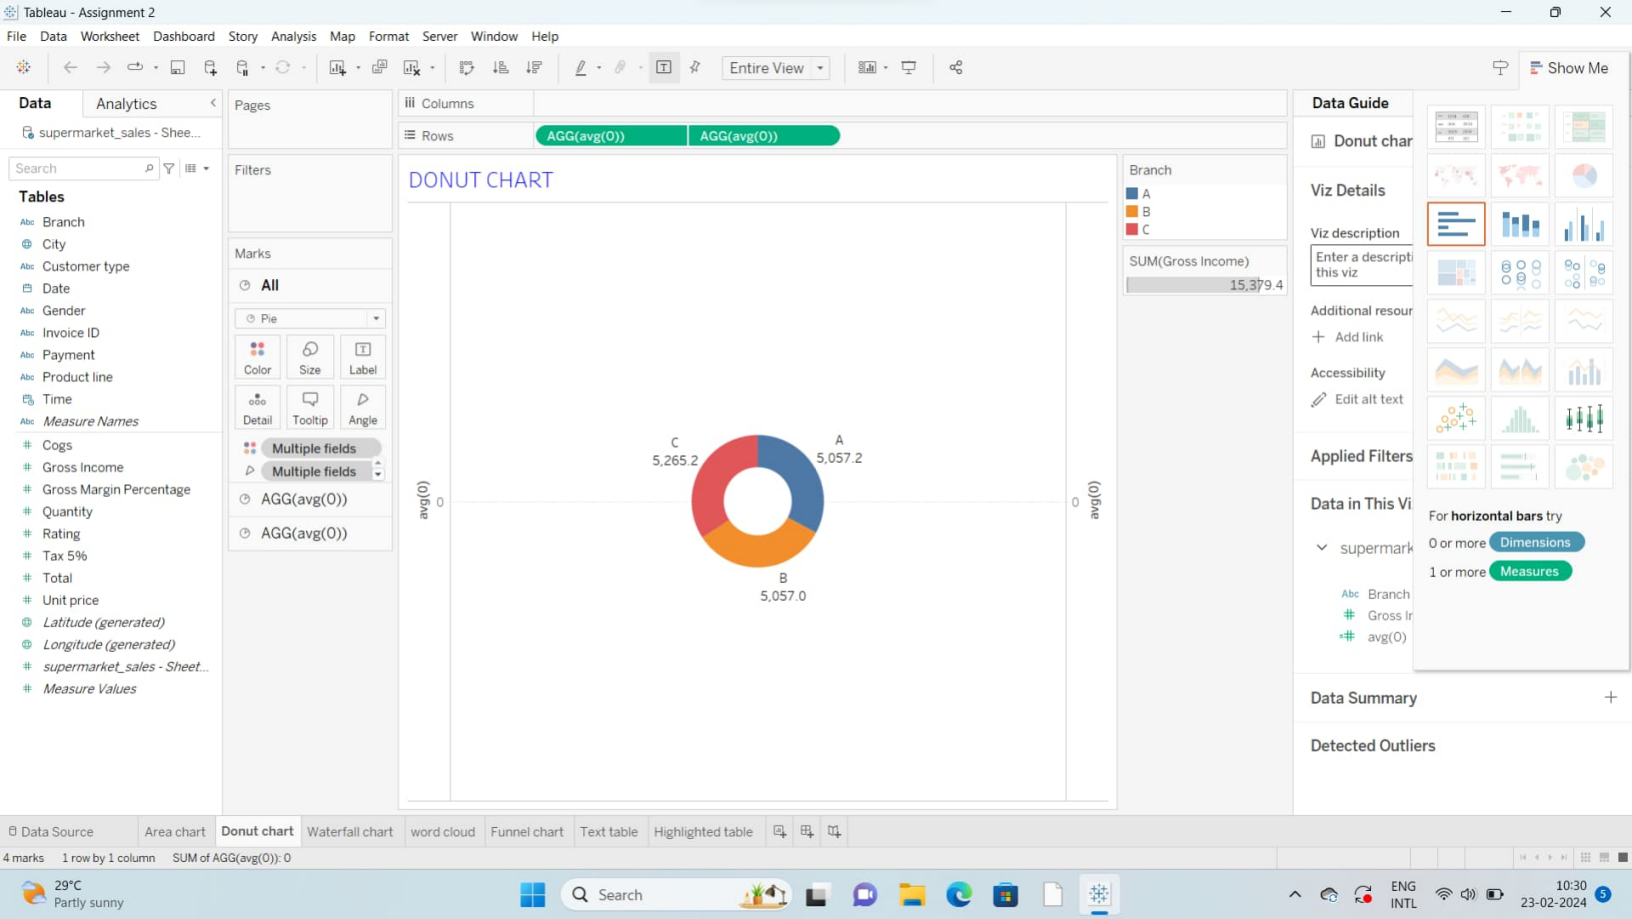 Tableau - Assignment 2
File Data Worksheet Dashboard Story Analysis Map Format Server Window Help
Entire View
Show Me
Data Analytics
supermarket_sales - Shee...
Search
Tables
Abc Branch
City
Abc Customer type
Date
Abc Gender
Abc Invoice ID
Abc Payment
Abc Product line
Time
Abc Measure Names
Cogs
Gross Income
Gross Margin Percentage
Quantity
Rating
Tax 5%
Total
Unit price
Latitude (generated)
Longitude (generated)
supermarket_sales - Sheet...
Measure Values
Pages
Filters
Marks
All
Pie
Color Size Label
Detail Tooltip Angle
Multiple fields
Multiple fields
AGG(avg(0))
AGG(avg(0))
Columns
Rows AGG(avg(0)) AGG(avg(0))
DONUT CHART
avg(0)
0
C
5,265.2
A
5,057.2
B
5,057.0
0
avg(0)
Branch
A
B
C
SUM(Gross Income)
15,379.4
Data Guide
Donut char
Viz Details
Viz description
Enter a descripti
this viz
Additional resour
Add link
Accessibility
Edit alt text
Applied Filters
Data in This Vi
supermark
Abc Branch
Gross Ir
avg(0)
Data Summary
Detected Outliers
For horizontal bars try
0 or more Dimensions
1 or more Measures
Data Source Area chart Donut chart Waterfall chart word cloud Funnel chart Text table Highlighted table
4 marks 1 row by 1 column SUM of AGG(avg(0)): 0
29°C
Partly sunny
Search
ENG
INTL
10:30
23-02-2024
5